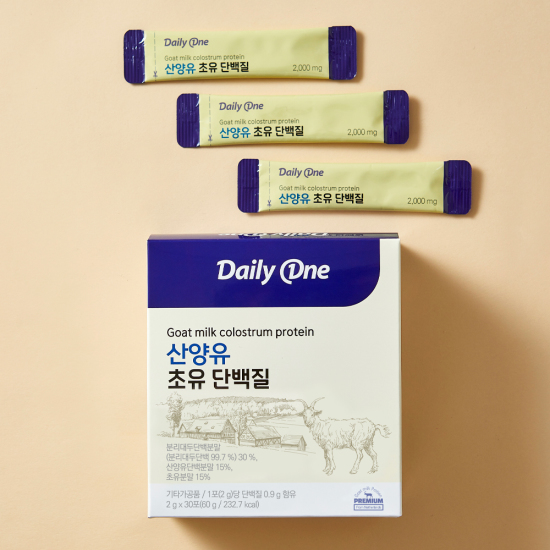 Daily One
Goat milk colostrum protein
산양유 초유 단백질
2,000 mg
Daily One
Goat milk colostrum protein
산양유 초유 단백질
2,000 mg
Daily One
Goat milk colostrum protein
산양유 초유 단백질
2,000 mg
Daily One
Goat milk colostrum protein
산양유
초유 단백질
분리대두단백분말
(분리대두단백 99.7 %) 30 %,
산양유단백분말 15%,
초유분말 15%
기타가공품 / 1포(2 g)당 단백질 0.9 g 함유
2 g x 30포(60 g / 232.7 kcal)
PREMIUM